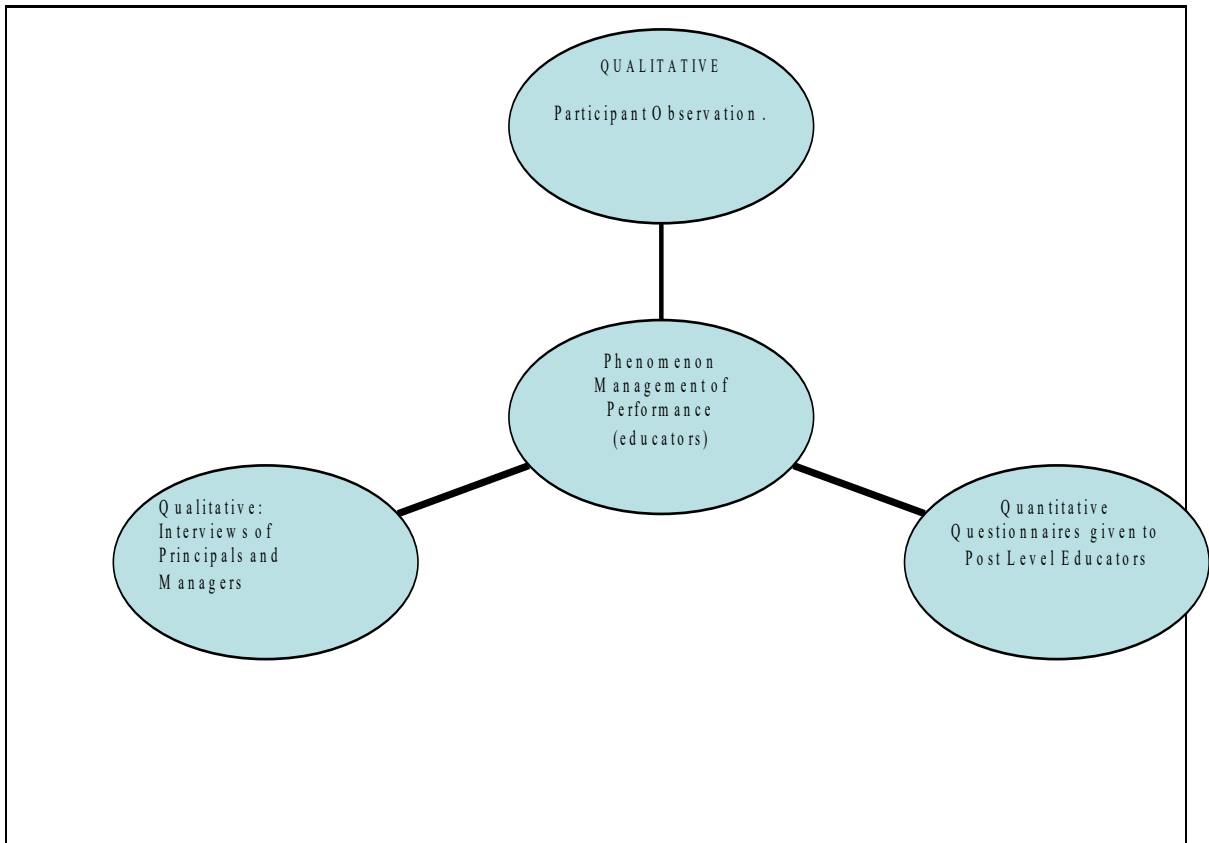 QUALITATIVE
Participant Observation .
Phenomenon
Management of
Performance
(educators)
Qualitative:
Interviews of
Principals and
Managers
Quantitative
Questionnaires given to
Post Level Educators